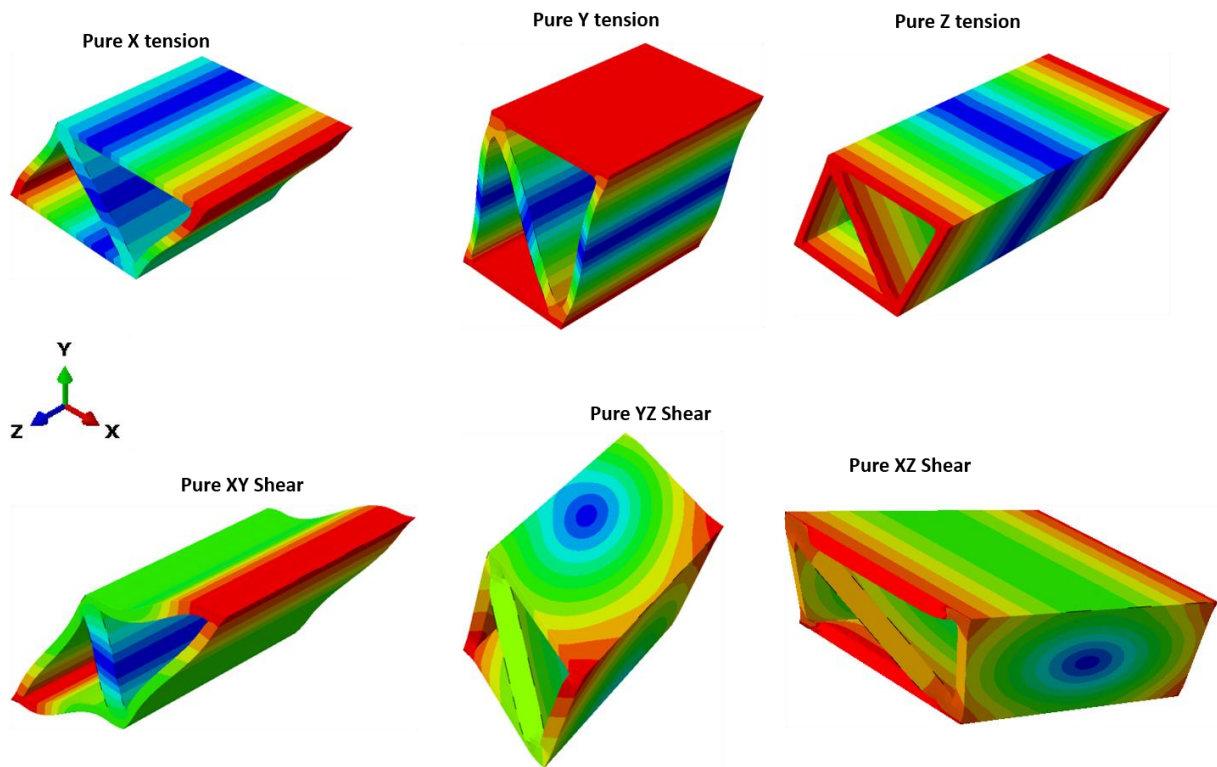 Pure X tension
Pure Y tension
Pure Z tension
Y
Z
X
Pure XY Shear
Pure YZ Shear
Pure XZ Shear